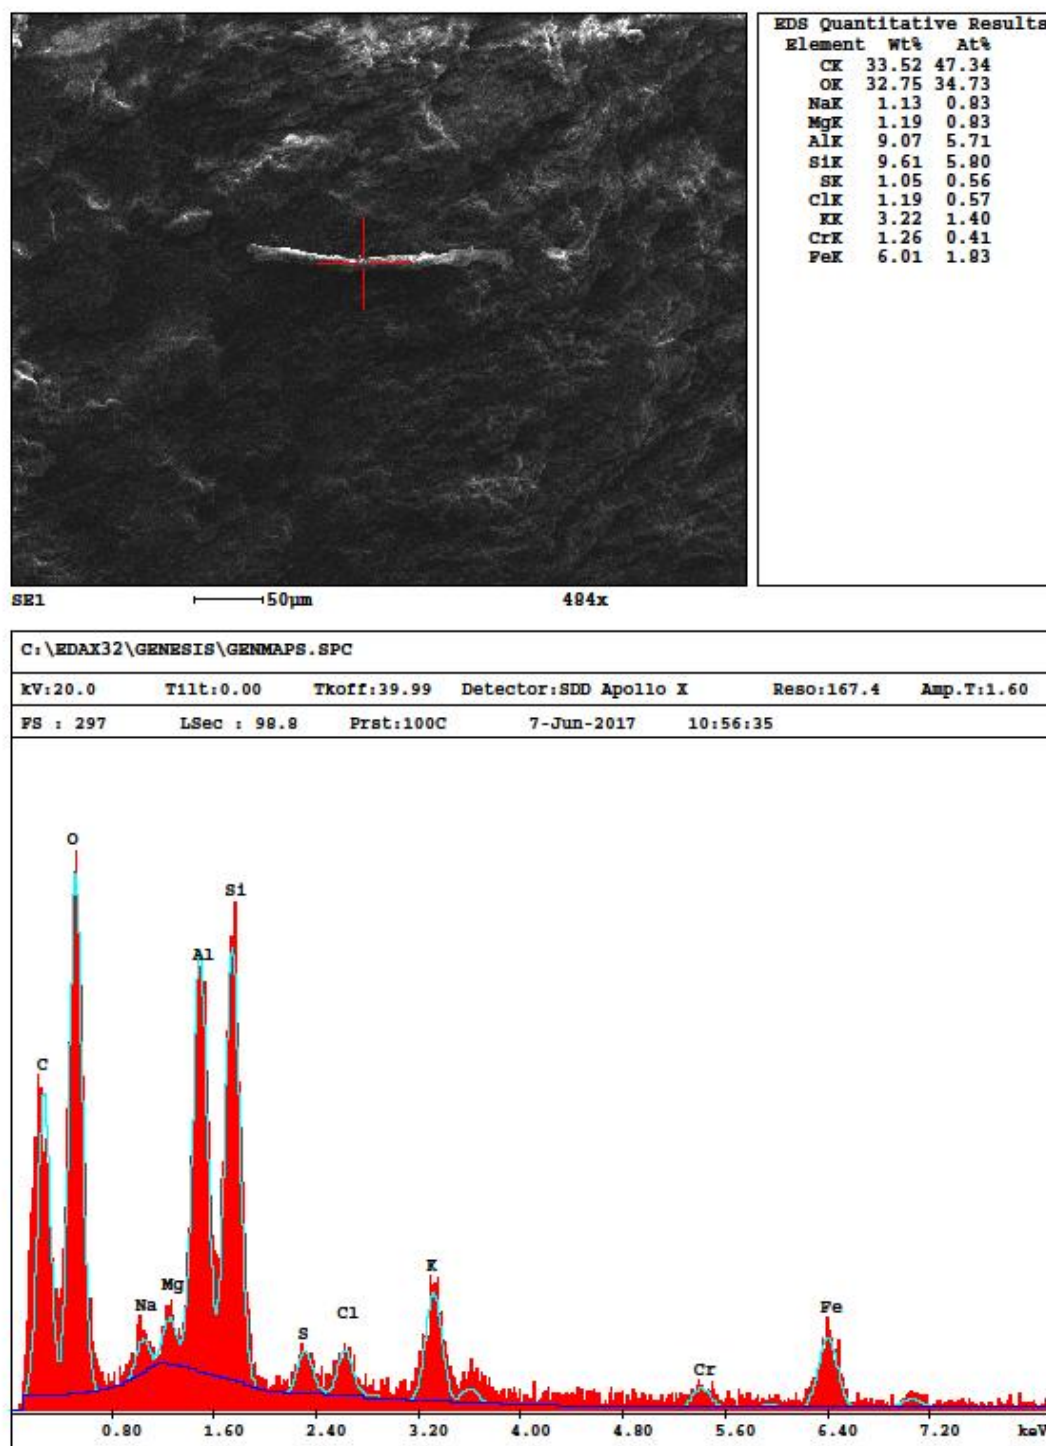 EDS Quantitative Results
Element Wt% At%
CK 33.52 47.34
OK 32.75 34.73
NaK 1.13 0.83
MgK 1.19 0.83
AlK 9.07 5.71
SiK 9.61 5.80
SK 1.05 0.56
ClK 1.19 0.57
KK 3.22 1.40
CrK 1.26 0.41
FeK 6.01 1.83
SE1 50µm 484x
C:\EDAX32\GENESIS\GENMAPS.SPC
kV:20.0 Tilt:0.00 Tkoff:39.99 Detector:SDD Apollo X Reso:167.4 Amp.T:1.60
FS : 297 LSec : 98.8 Prst:100C 7-Jun-2017 10:56:35
O
Si
Al
C
K
Mg
Na
Cl
S
Fe
Cr
0.80 1.60 2.40 3.20 4.00 4.80 5.60 6.40 7.20 keV